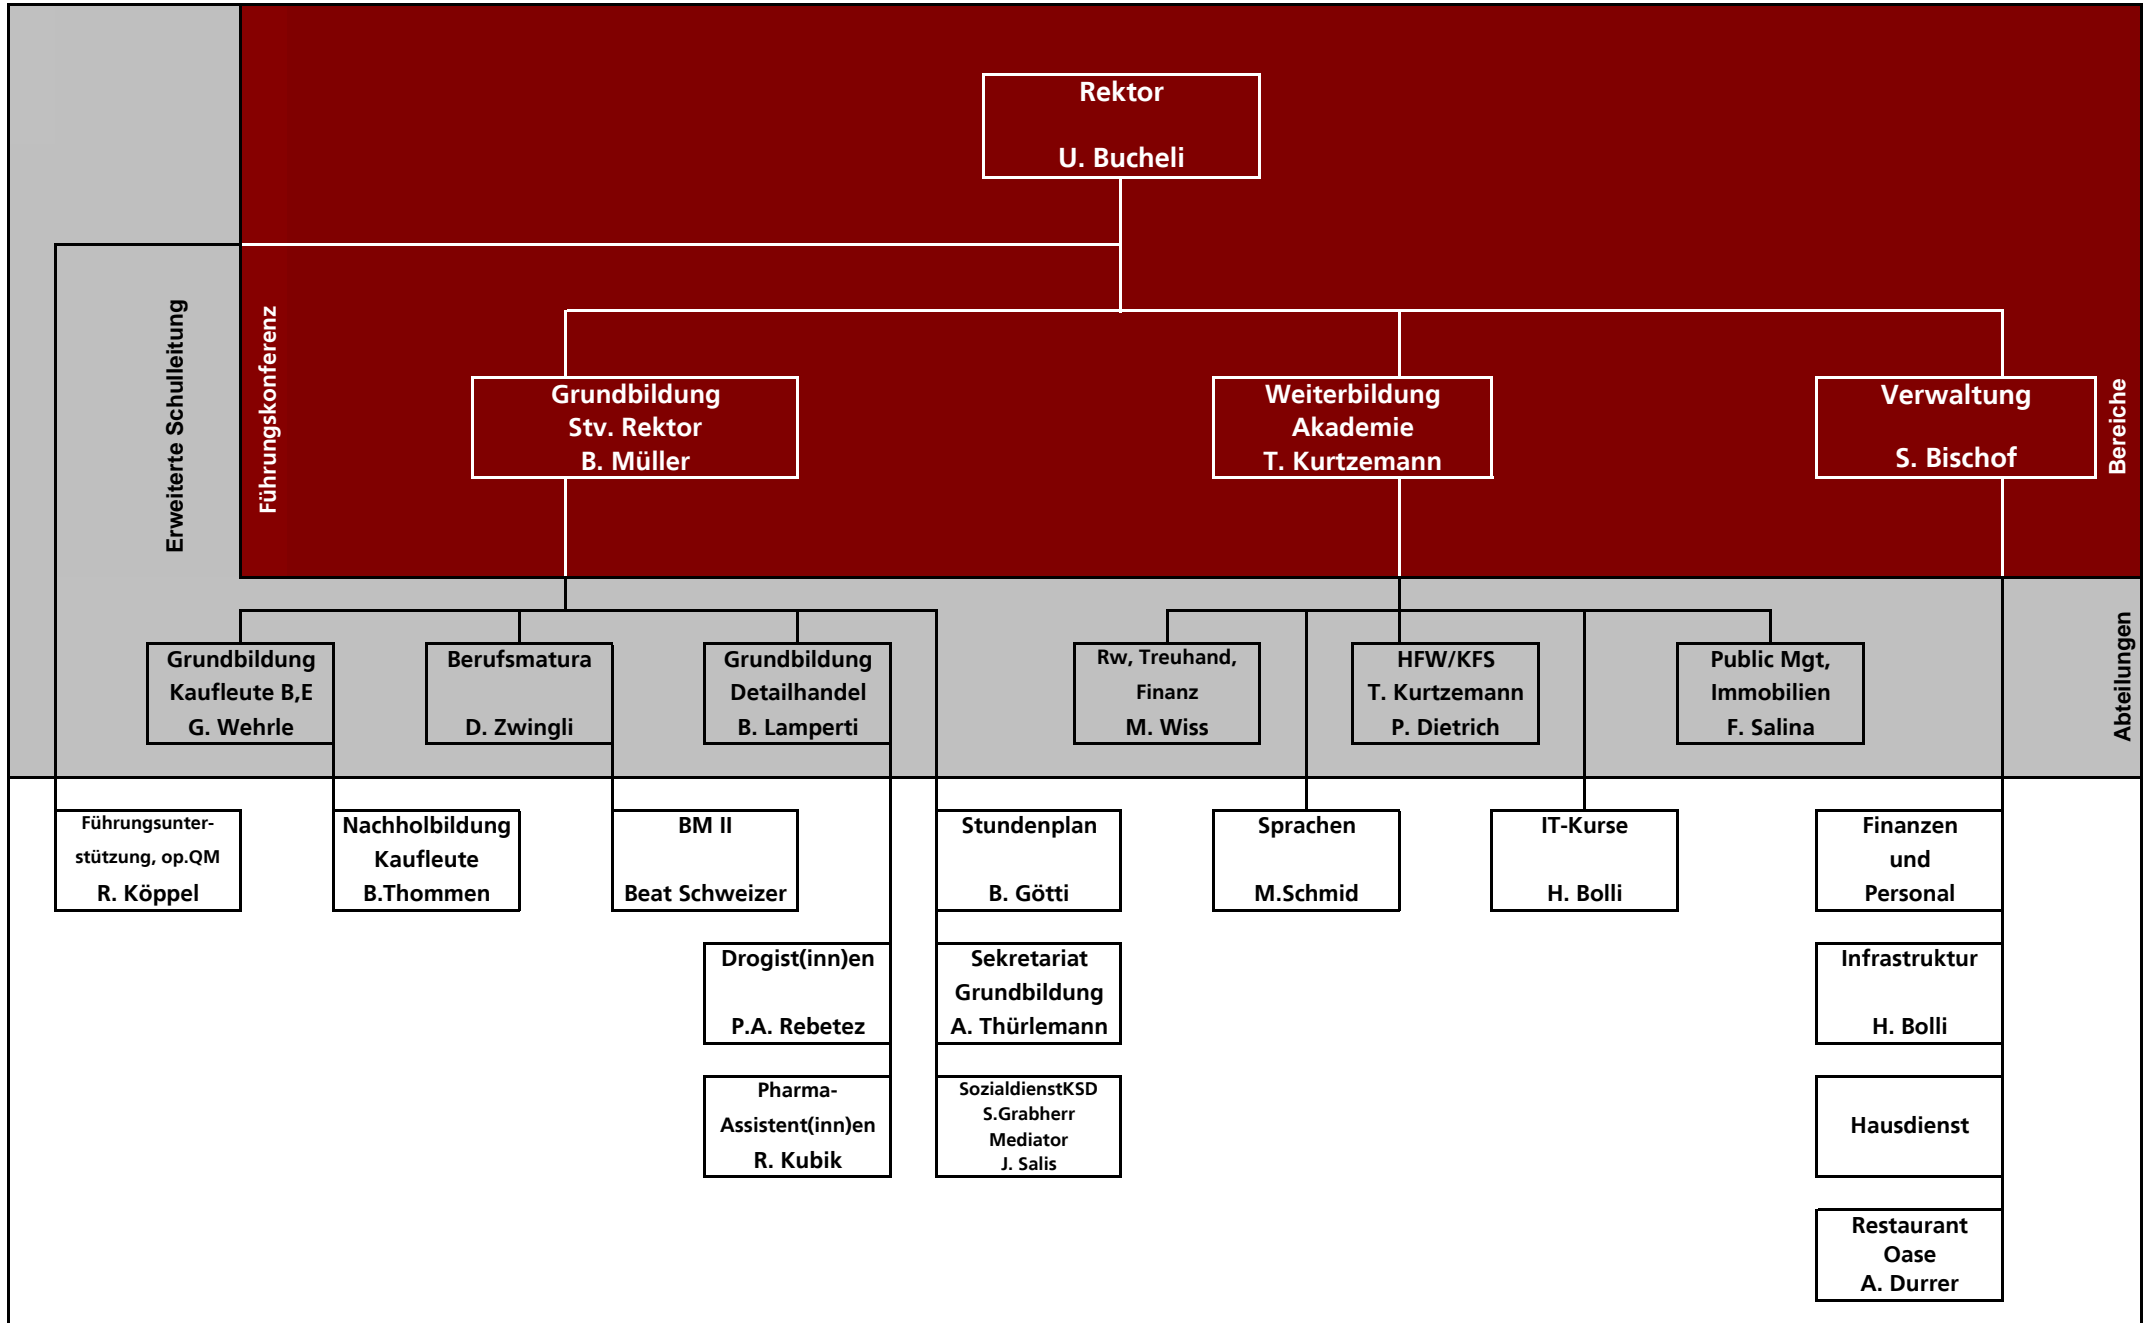 Rektor
U. Bucheli
Erweiterte Schulleitung
Führungskonferenz
Grundbildung
Stv. Rektor
B. Müller
Weiterbildung
Akademie
T. Kurtzemann
Verwaltung
S. Bischof
Bereiche
Grundbildung
Kaufleute B,E
G. Wehrle
Berufsmatura
D. Zwingli
Grundbildung
Detailhandel
B. Lamperti
Rw, Treuhand,
Finanz
M. Wiss
HFW/KFS
T. Kurtzemann
P. Dietrich
Public Mgt,
Immobilien
F. Salina
Abteilungen
Führungsunter-
stützung, op.QM
R. Köppel
Nachholbildung
Kaufleute
B.Thommen
BM II
Beat Schweizer
Stundenplan
B. Götti
Sprachen
M.Schmid
IT-Kurse
H. Bolli
Finanzen
und
Personal
Drogist(inn)en
P.A. Rebetez
Sekretariat
Grundbildung
A. Thürlemann
Infrastruktur
H. Bolli
Pharma-
Assistent(inn)en
R. Kubik
SozialdienstKSD
S.Grabherr
Mediator
J. Salis
Hausdienst
Restaurant
Oase
A. Durrer